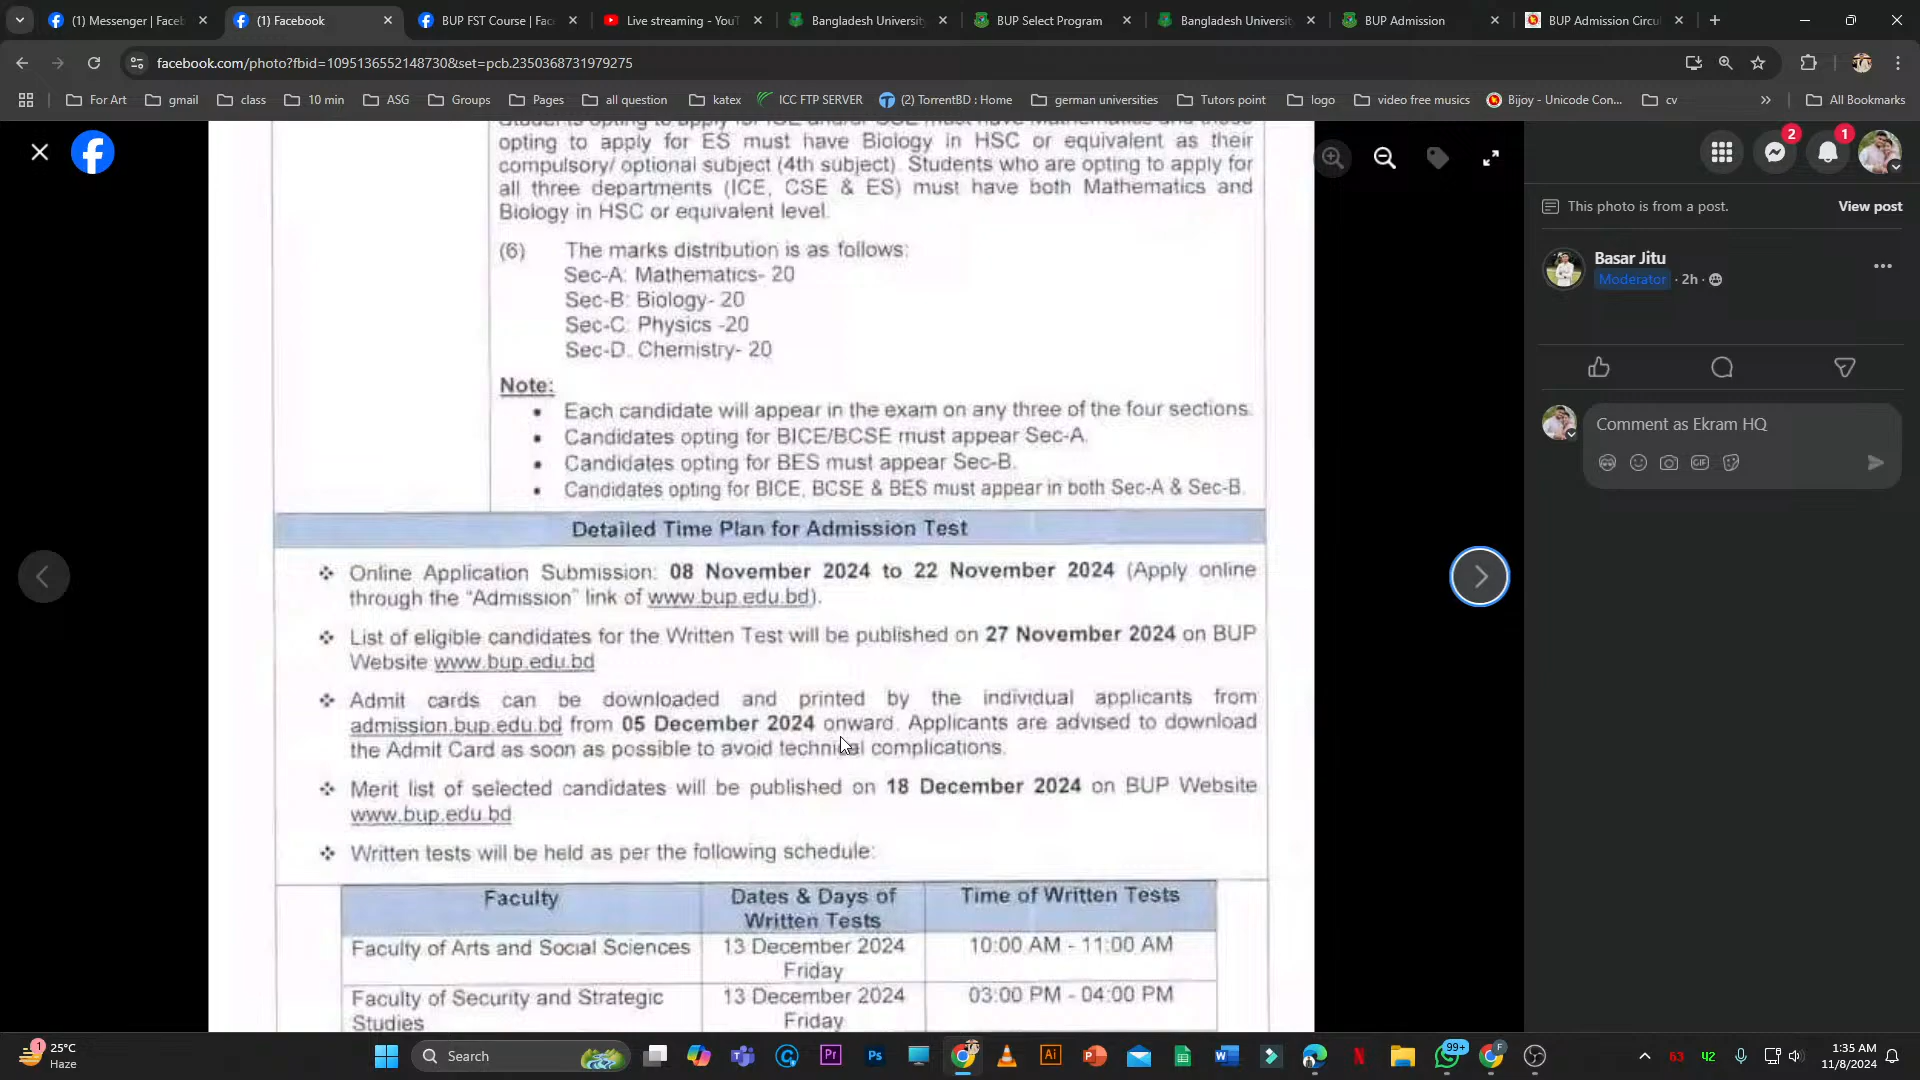 (1) Messenger | Faceb
(1) Facebook
BUP FST Course | Fac
Live streaming - YouT
Bangladesh University
BUP Select Program
Bangladesh University
BUP Admission
BUP Admission Circul
facebook.com/photo?fbid=1095136552148730&set=pcb.2350368731979275
For Art
gmail
class
10 min
ASG
Groups
Pages
all question
katex
ICC FTP SERVER
(2) TorrentBD : Home
german universities
Tutors point
logo
video free musics
Bijoy - Unicode Con...
cv
All Bookmarks
opting to apply for ES must have Biology in HSC or equivalent as their
compulsory/ optional subject (4th subject). Students who are opting to apply for
all three departments (ICE, CSE & ES) must have both Mathematics and
Biology in HSC or equivalent level.
(6) The marks distribution is as follows:
Sec-A: Mathematics- 20
Sec-B: Biology- 20
Sec-C: Physics -20
Sec-D. Chemistry- 20
Note:
• Each candidate will appear in the exam on any three of the four sections.
• Candidates opting for BICE/BCSE must appear Sec-A.
• Candidates opting for BES must appear Sec-B.
• Candidates opting for BICE, BCSE & BES must appear in both Sec-A & Sec-B.
Detailed Time Plan for Admission Test
Online Application Submission: 08 November 2024 to 22 November 2024 (Apply online
through the “Admission” link of www.bup.edu.bd).
List of eligible candidates for the Written Test will be published on 27 November 2024 on BUP
Website www.bup.edu.bd
Admit cards can be downloaded and printed by the individual applicants from
admission.bup.edu.bd from 05 December 2024 onward. Applicants are advised to download
the Admit Card as soon as possible to avoid technical complications.
Merit list of selected candidates will be published on 18 December 2024 on BUP Website
www.bup.edu.bd
Written tests will be held as per the following schedule:
Faculty
Dates & Days of
Written Tests
Time of Written Tests
Faculty of Arts and Social Sciences
13 December 2024
Friday
10:00 AM - 11:00 AM
Faculty of Security and Strategic
Studies
13 December 2024
Friday
03:00 PM - 04:00 PM
2
1
This photo is from a post.
View post
Basar Jitu
Moderator · 2h ·
Comment as Ekram HQ
GIF
1
25°C
Haze
Search
Pr
Ps
Ai
99+
F
63
42
1:35 AM
11/8/2024